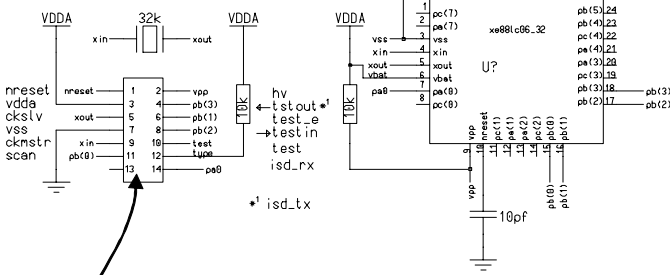 VDDA
32k
VDDA
xin
xout
nreset
vdda
ckslv
vss
ckmstr
scan
nreset
xout
xin
pb(0)
1 2
3 4
5 6
7 8
9 10
11 12
13 14
vpp
pb(3)
pb(1)
pb(2)
test
type
pa0
10k
hv
tstout*1
test_e
testin
test
isd_rx
*1 isd_tx
VDDA
10k
vss
xin
xout
vbat
pa0
1
2
3
4
5
6
7
8
pc(7)
pa(7)
vss
xin
xout
vbat
pa(0)
pc(0)
xe88lc06_32
U?
pb(5) 24
pb(4) 23
pc(4) 22
pa(4) 21
pa(3) 20
pc(3) 19
pb(3) 18
pb(2) 17
pb(3)
pb(2)
vpp
nreset
pc(1)
pa(1)
pa(2)
pc(2)
pb(0)
pb(1)
9
10
11
12
13
14
15
16
vpp
pb(0)
pb(1)
10pf